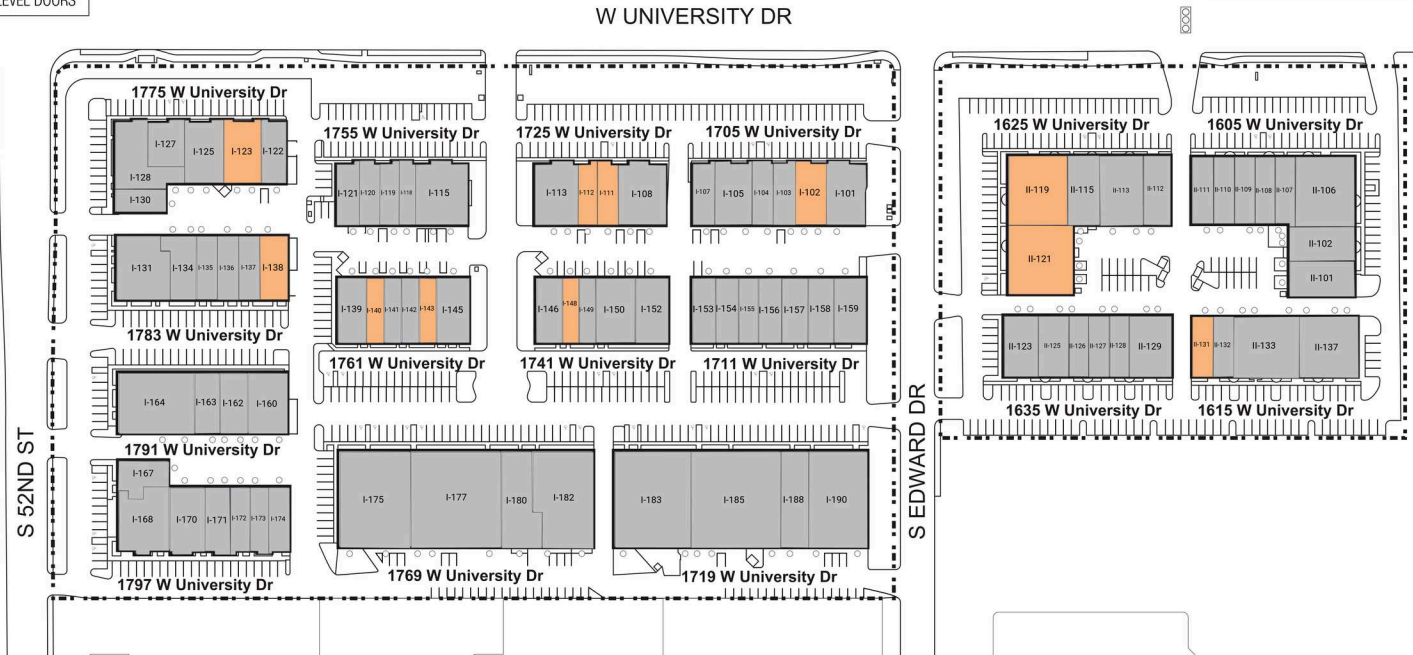 LEVEL DOORS
W UNIVERSITY DR
1775 W University Dr
I-127
I-125
I-123
I-122
I-128
I-130
1755 W University Dr
I-121
I-120
I-119
I-118
I-115
1725 W University Dr
I-113
I-112
I-111
I-108
1705 W University Dr
I-107
I-105
I-104
I-103
I-102
I-101
1625 W University Dr
II-119
II-115
II-113
II-112
II-121
1605 W University Dr
II-111
II-110
II-109
II-108
II-107
II-106
II-102
II-101
I-131
I-134
I-135
I-136
I-137
I-138
1783 W University Dr
I-139
I-140
I-141
I-142
I-143
I-145
1761 W University Dr
I-146
I-148
I-149
I-150
I-152
1741 W University Dr
I-153
I-154
I-155
I-156
I-157
I-158
I-159
1711 W University Dr
II-123
II-125
II-126
II-127
II-128
II-129
1635 W University Dr
II-131
II-132
II-133
II-137
1615 W University Dr
I-164
I-163
I-162
I-160
1791 W University Dr
S 52ND ST
S EDWARD DR
I-167
I-168
I-170
I-171
I-172
I-173
I-174
1797 W University Dr
I-175
I-177
I-180
I-182
1769 W University Dr
I-183
I-185
I-188
I-190
1719 W University Dr